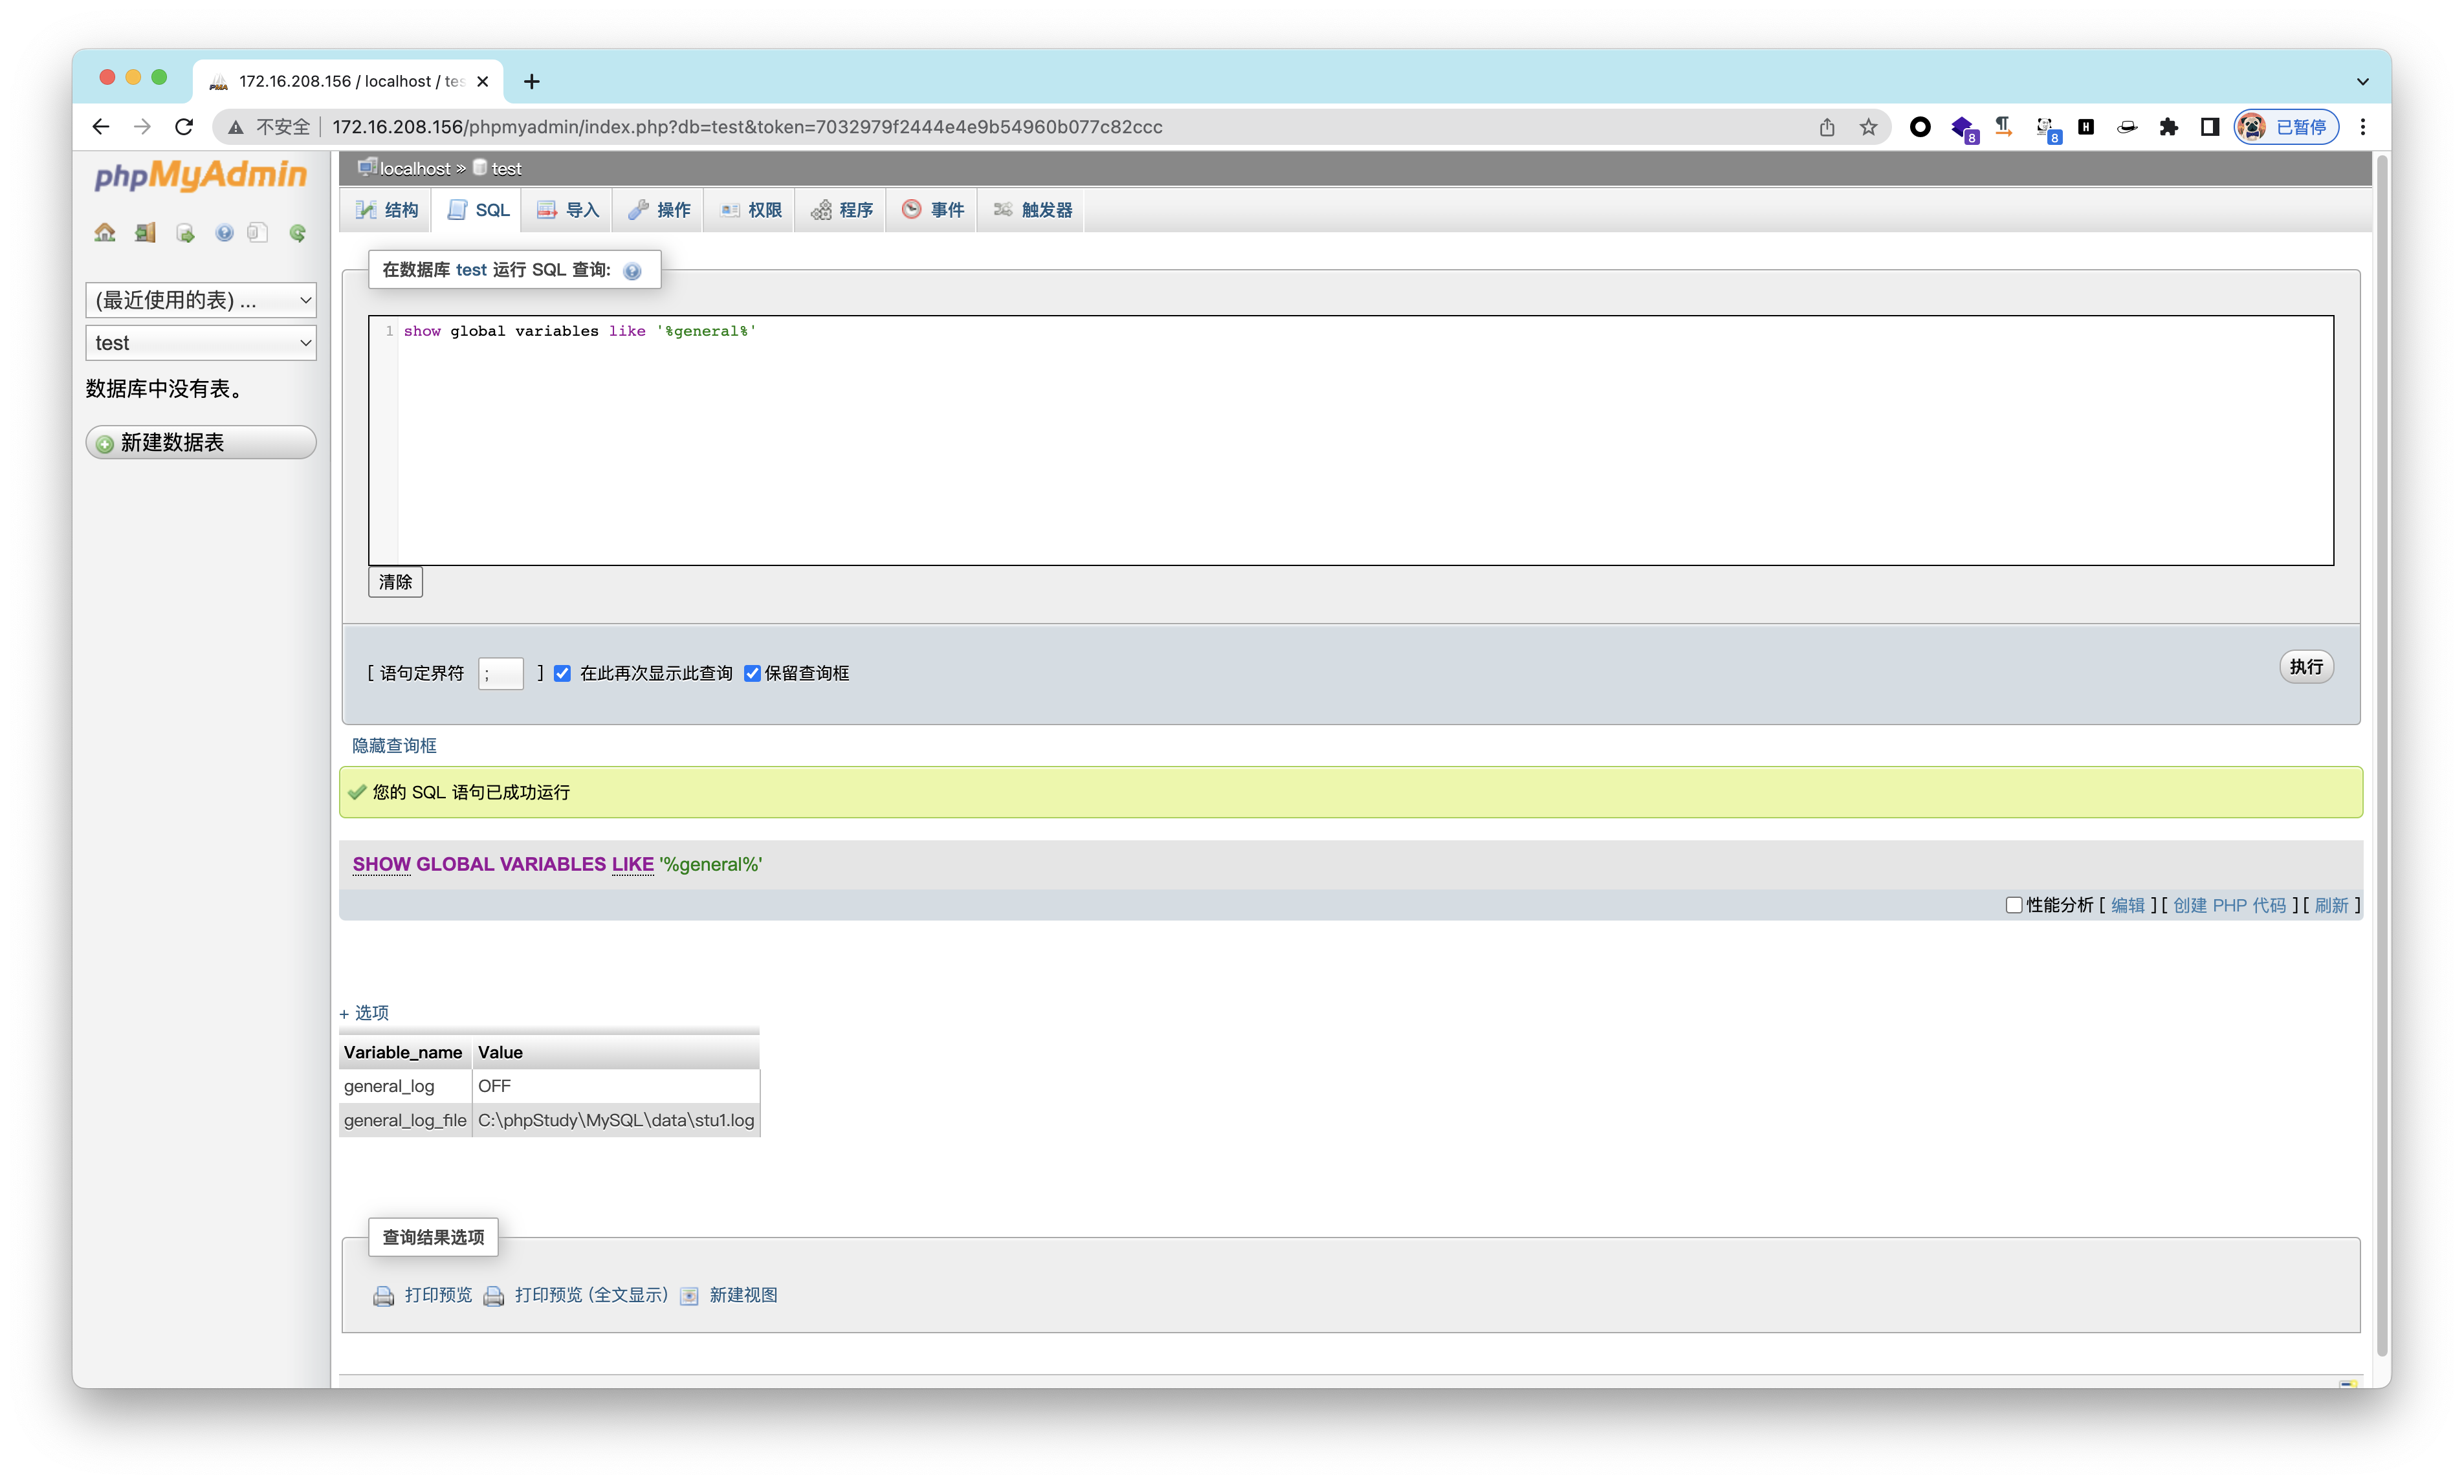 172.16.208.156 / localhost / tes
不安全 172.16.208.156/phpmyadmin/index.php?db=test&token=7032979f2444e4e9b54960b077c82ccc
8
8
H
已暂停
phpMyAdmin
localhost » test
结构 SQL 导入 操作 权限 程序 事件 触发器
(最近使用的表) ...
test
数据库中没有表。
新建数据表
在数据库 test 运行 SQL 查询:
1 show global variables like '%general%'
清除
[ 语句定界符 ; ] 在此再次显示此查询 保留查询框
执行
隐藏查询框
您的 SQL 语句已成功运行
SHOW GLOBAL VARIABLES LIKE '%general%'
性能分析 [ 编辑 ] [ 创建 PHP 代码 ] [ 刷新 ]
+ 选项
Variable_name Value
general_log OFF
general_log_file C:\phpStudy\MySQL\data\stu1.log
查询结果选项
打印预览 打印预览 (全文显示) 新建视图